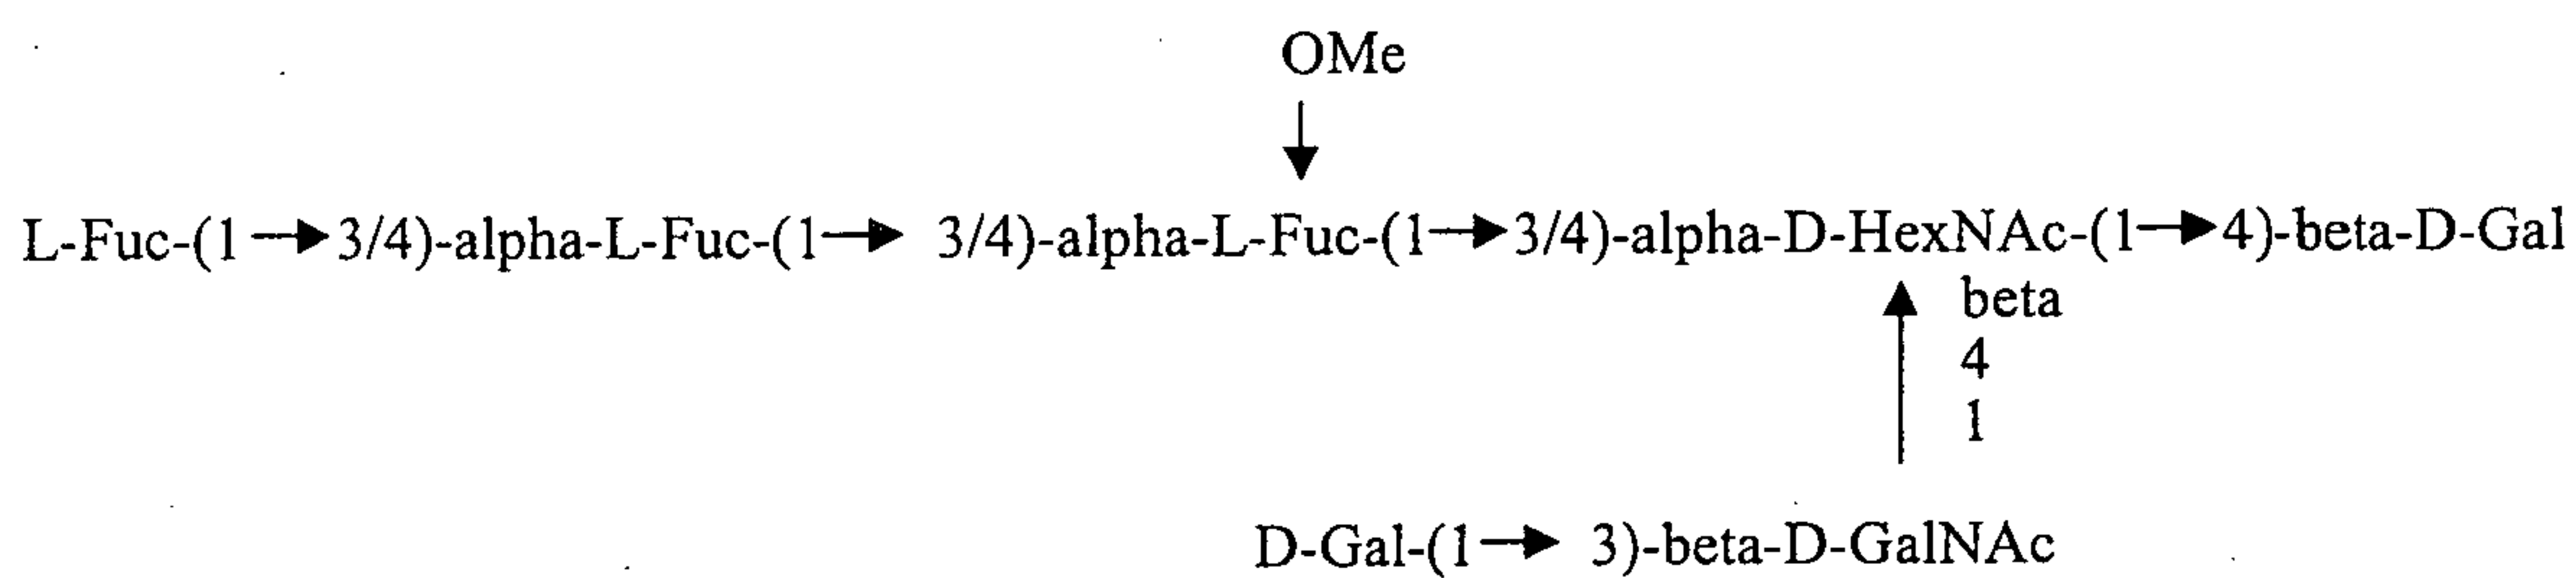 OMe
L-Fuc-(1→3/4)-alpha-L-Fuc-(1→ 3/4)-alpha-L-Fuc-(1→3/4)-alpha-D-HexNAc-(1→4)-beta-D-Gal
beta
4
1
D-Gal-(1→ 3)-beta-D-GalNAc